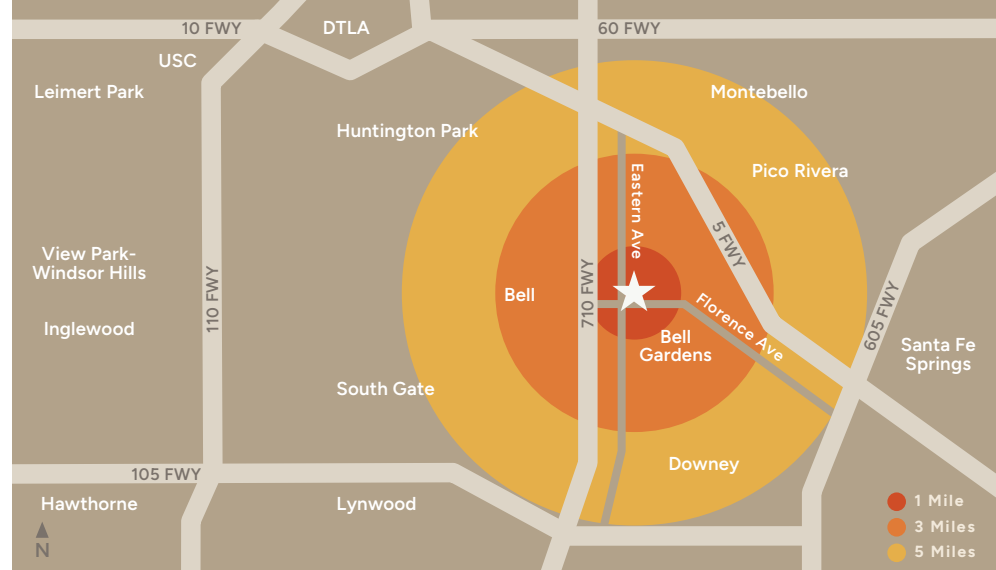 10 FWY
DTLA
60 FWY
USC
Leimert Park
Montebello
Huntington Park
Pico Rivera
Eastern Ave
5 FWY
View Park-
Windsor Hills
110 FWY
710 FWY
Bell
Florence Ave
605 FWY
Inglewood
Bell
Gardens
Santa Fe
Springs
South Gate
Downey
105 FWY
Hawthorne
Lynwood
1 Mile
3 Miles
5 Miles
N